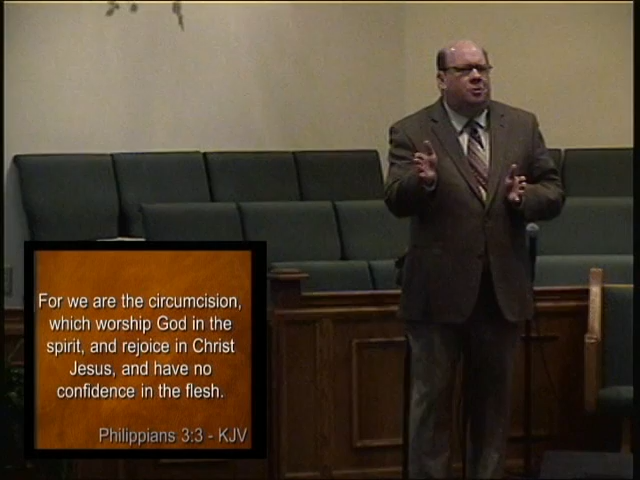 For we are the circumcision,
which worship God in the
spirit, and rejoice in Christ
Jesus, and have no
confidence in the flesh.
Philippians 3:3 - KJV